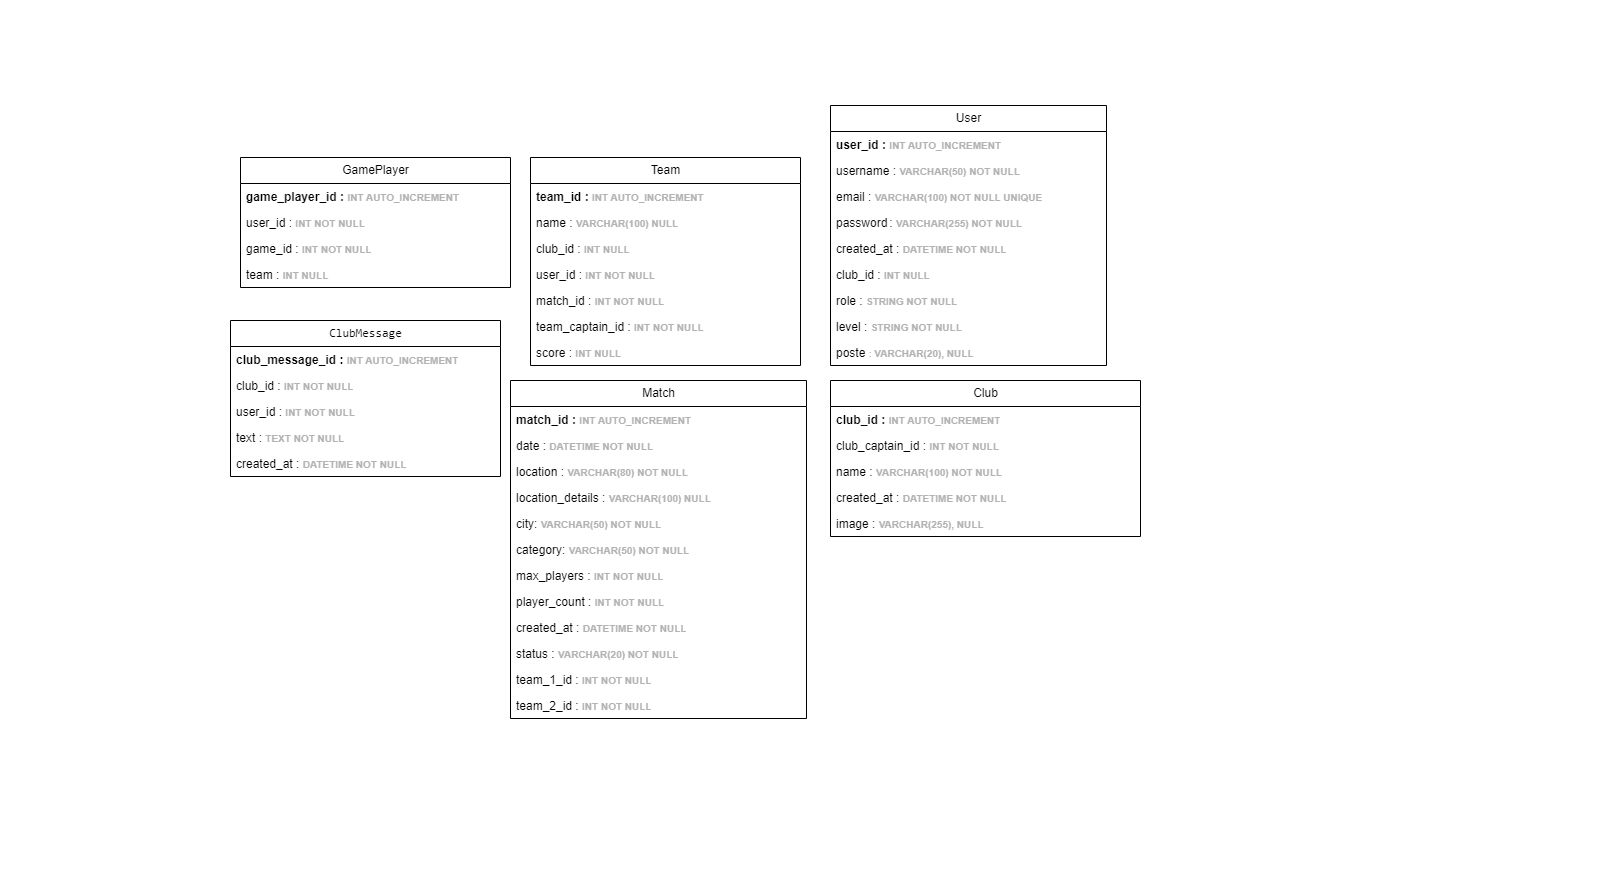 GamePlayer
game_player_id : INT AUTO_INCREMENT
user_id : INT NOT NULL
game_id : INT NOT NULL
team : INT NULL
ClubMessage
club_message_id : INT AUTO_INCREMENT
club_id : INT NOT NULL
user_id : INT NOT NULL
text : TEXT NOT NULL
created_at : DATETIME NOT NULL
Team
team_id : INT AUTO_INCREMENT
name : VARCHAR(100) NULL
club_id : INT NULL
user_id : INT NOT NULL
match_id : INT NOT NULL
team_captain_id : INT NOT NULL
score : INT NULL
Match
match_id : INT AUTO_INCREMENT
date : DATETIME NOT NULL
location : VARCHAR(80) NOT NULL
location_details : VARCHAR(100) NULL
city: VARCHAR(50) NOT NULL
category: VARCHAR(50) NOT NULL
max_players : INT NOT NULL
player_count : INT NOT NULL
created_at : DATETIME NOT NULL
status : VARCHAR(20) NOT NULL
team_1_id : INT NOT NULL
team_2_id : INT NOT NULL
User
user_id : INT AUTO_INCREMENT
username : VARCHAR(50) NOT NULL
email : VARCHAR(100) NOT NULL UNIQUE
password : VARCHAR(255) NOT NULL
created_at : DATETIME NOT NULL
club_id : INT NULL
role : STRING NOT NULL
level : STRING NOT NULL
poste : VARCHAR(20), NULL
Club
club_id : INT AUTO_INCREMENT
club_captain_id : INT NOT NULL
name : VARCHAR(100) NOT NULL
created_at : DATETIME NOT NULL
image : VARCHAR(255), NULL